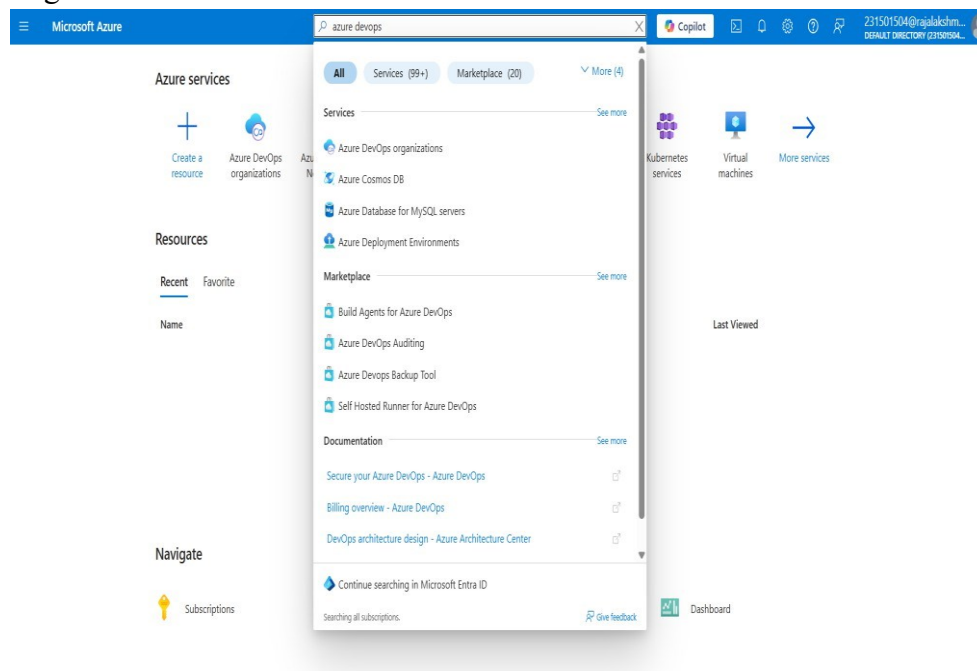 Microsoft Azure
azure devops
Copilot
231501504@rajalakshm...
DEFAULT DIRECTORY (231501504...
Azure services
Create a resource
Azure DevOps organizations
All
Services (99+)
Marketplace (20)
More (4)
Services
See more
Azure DevOps organizations
Azure Cosmos DB
Azure Database for MySQL servers
Azure Deployment Environments
Marketplace
See more
Build Agents for Azure DevOps
Azure DevOps Auditing
Azure Devops Backup Tool
Self Hosted Runner for Azure DevOps
Documentation
See more
Secure your Azure DevOps - Azure DevOps
Billing overview - Azure DevOps
DevOps architecture design - Azure Architecture Center
Continue searching in Microsoft Entra ID
Searching all subscriptions.
Give feedback
Kubernetes services
Virtual machines
More services
Resources
Recent
Favorite
Name
Last Viewed
Navigate
Subscriptions
Dashboard